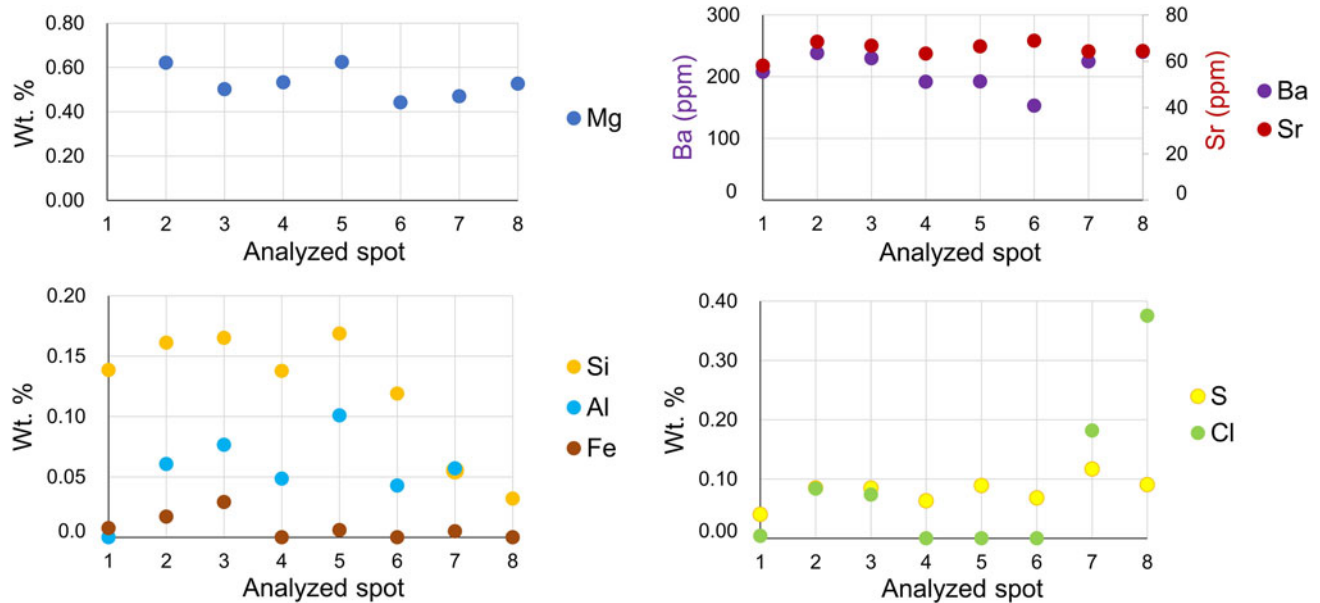 0.80
0.60
0.40
0.20
0.00
Wt. %
1 2 3 4 5 6 7 8
Analyzed spot
Mg
300
200
100
0
Ba (ppm)
80
60
40
20
0
Sr (ppm)
1 2 3 4 5 6 7 8
Analyzed spot
Ba
Sr
0.20
0.15
0.10
0.05
0.0
Wt. %
1 2 3 4 5 6 7 8
Analyzed spot
Si
Al
Fe
0.40
0.30
0.20
0.10
0.00
Wt. %
1 2 3 4 5 6 7 8
Analyzed spot
S
Cl